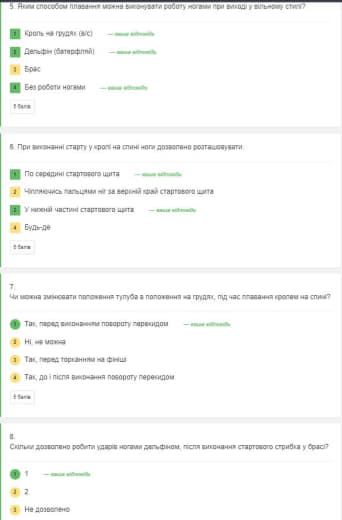 5. Яким способом плавання можна виконувати роботу ногами при виході у вільному стилі?
1 Кроль на грудях (в/с) — ваша відповідь
2 Дельфін (батерфляй) — ваша відповідь
3 Брас
4 Без роботи ногами — ваша відповідь
5 балів
6. При виконанні старту у кролі на спині ноги дозволено розташовувати.
1 По середині стартового щита — ваша відповідь
2 Чіпляючись пальцями ніг за верхній край стартового щита
3 У нижній частині стартового щита — ваша відповідь
4 Будь-де
5 балів
7.
Чи можна змінювати положення тулуба в положення на грудях, під час плавання кролем на спині?
1 Так, перед виконанням повороту перекидом — ваша відповідь
2 Ні, не можна
3 Так, перед торканням на фініші
4 Так, до і після виконання повороту перекидом
5 балів
8.
Скільки дозволено робити ударів ногами дельфіном, після виконання стартового стрибка у брасі?
1 1 — ваша відповідь
2 2
3 Не дозволено